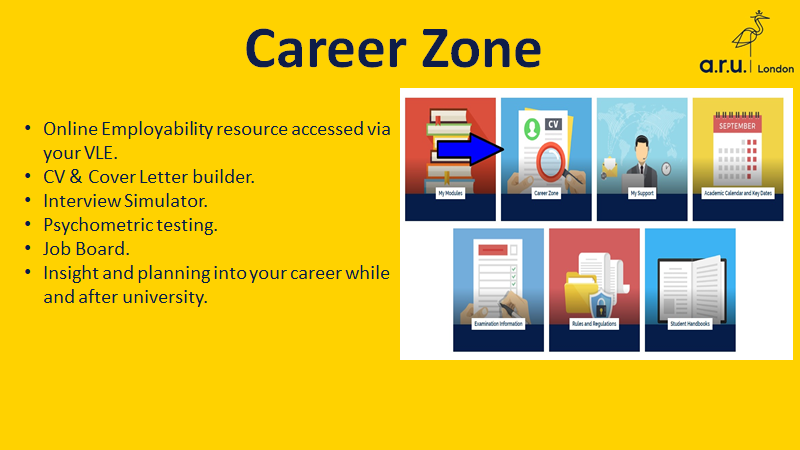 Career Zone
a.r.u. London
• Online Employability resource accessed via
your VLE.
• CV & Cover Letter builder.
• Interview Simulator.
• Psychometric testing.
• Job Board.
• Insight and planning into your career while
and after university.
CV
SEPTEMBER
My Modules
Career Zone
My Support
Academic Calendar and Key Dates
Examination Information
Rules and Regulations
Student Handbooks